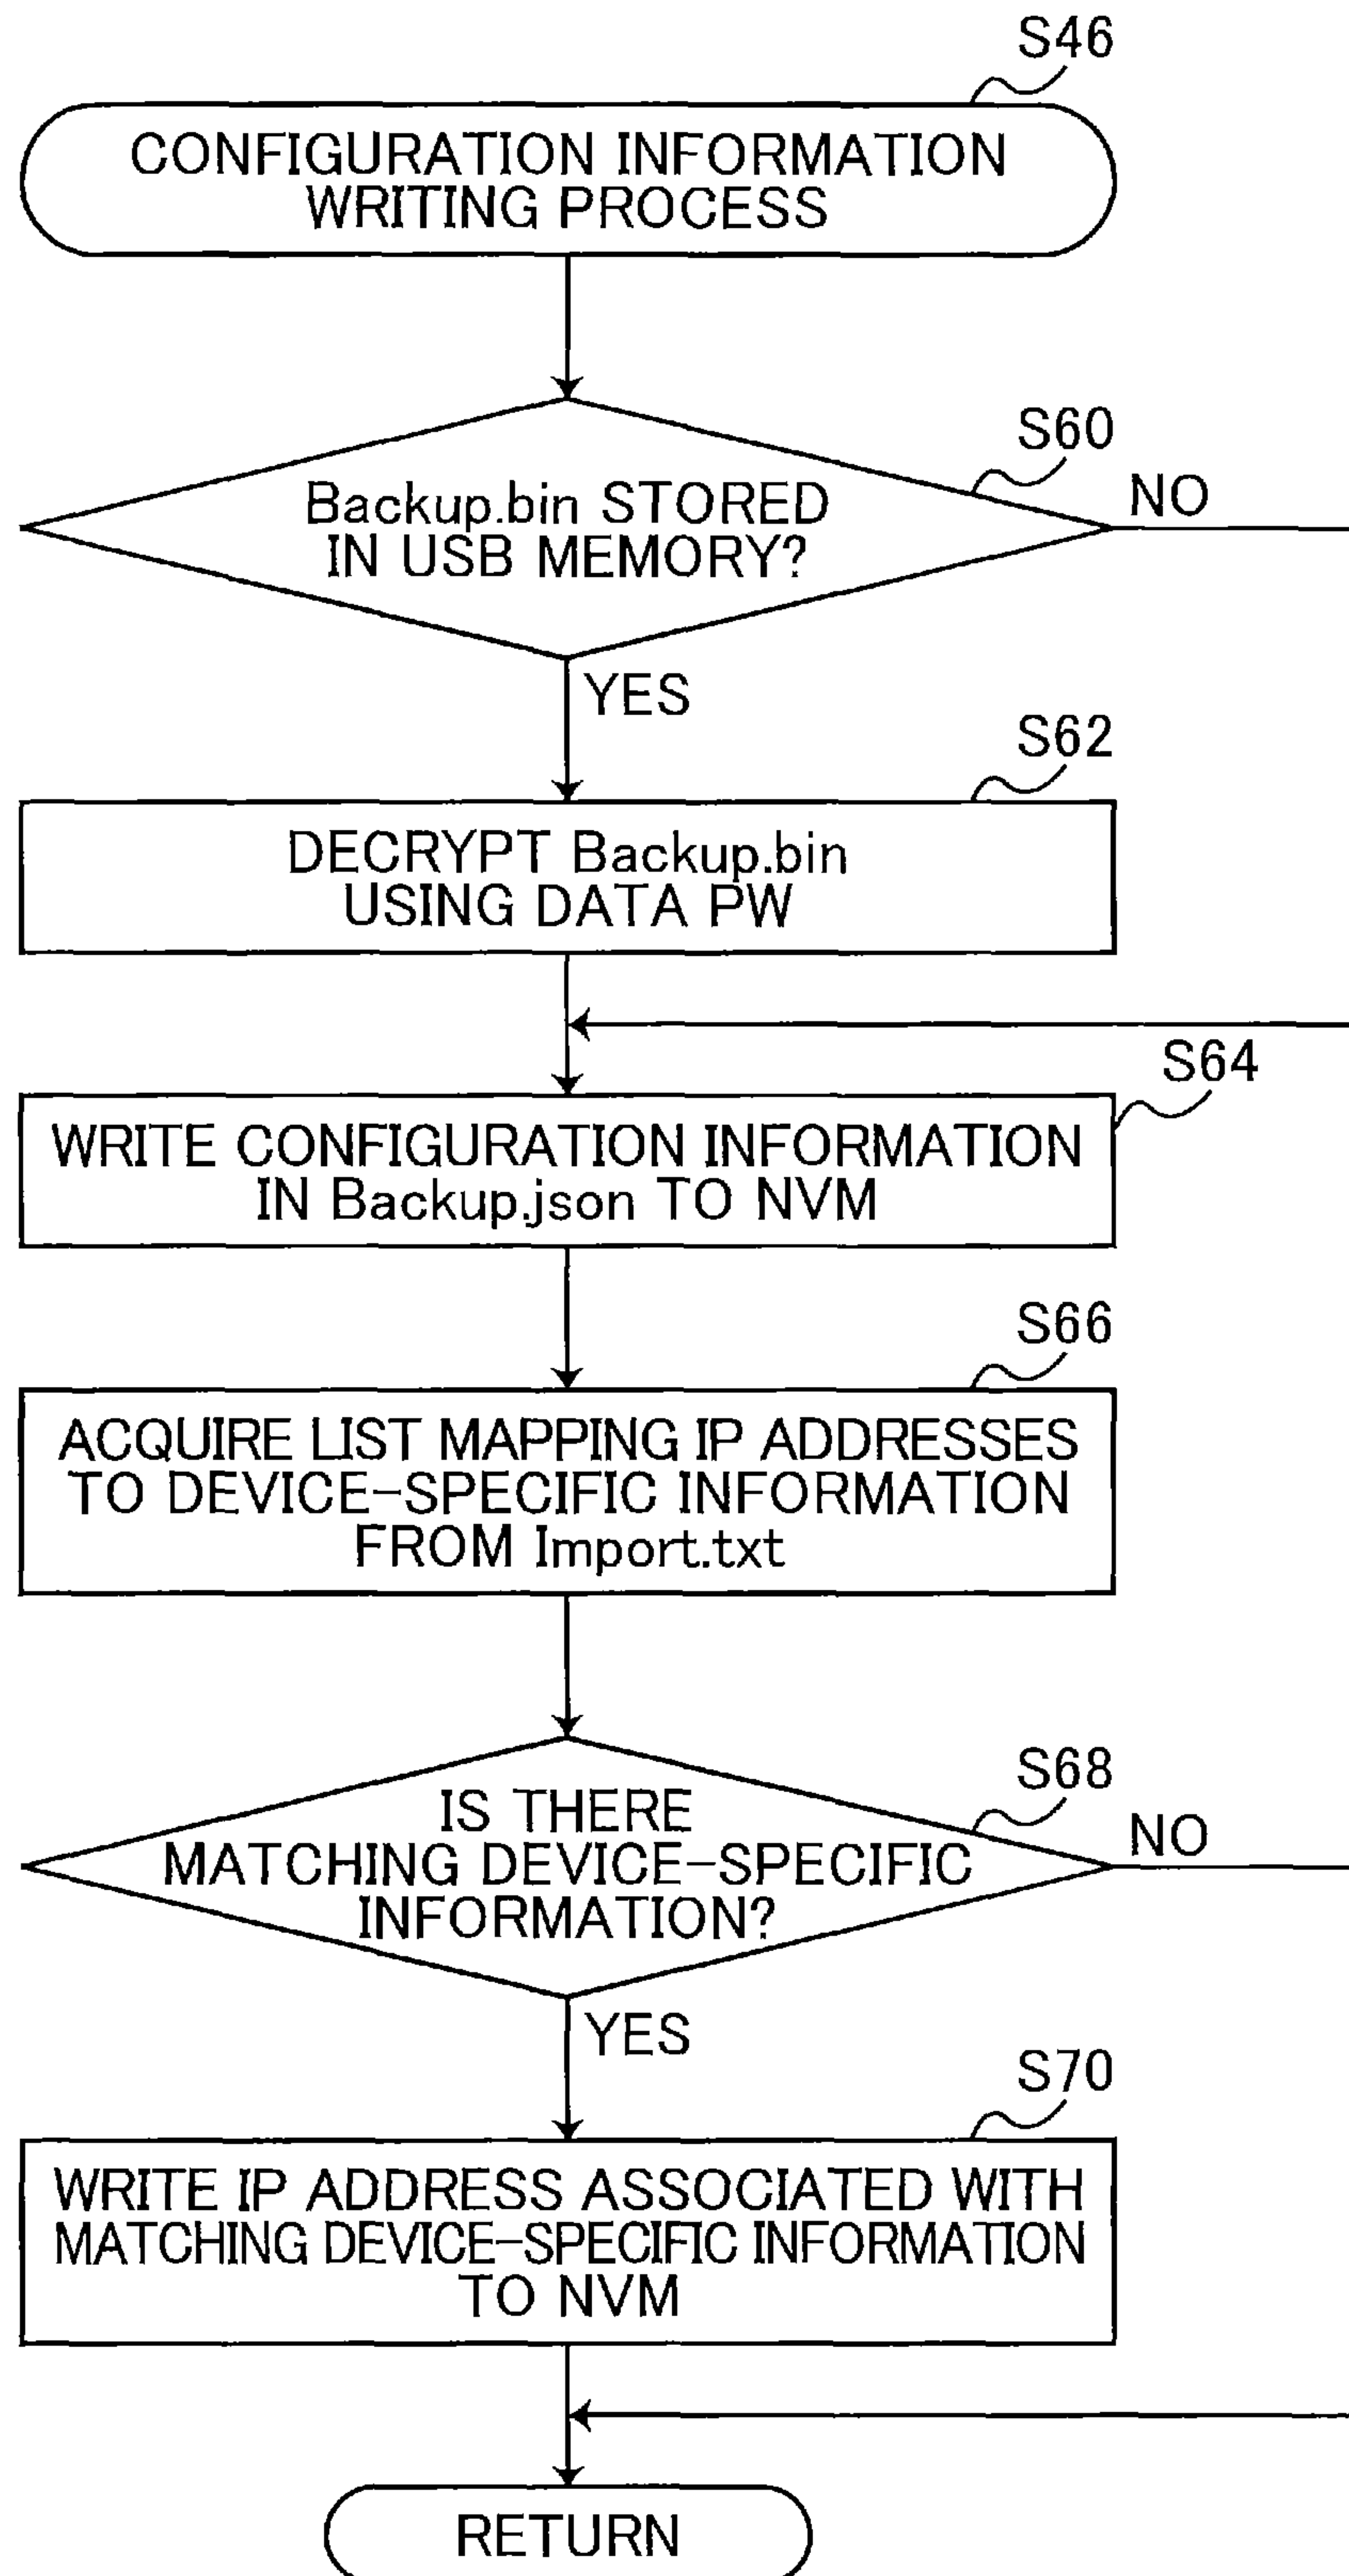 S46
CONFIGURATION INFORMATION
WRITING PROCESS
S60
Backup.bin STORED
IN USB MEMORY?
NO
YES
S62
DECRYPT Backup.bin
USING DATA PW
S64
WRITE CONFIGURATION INFORMATION
IN Backup.json TO NVM
S66
ACQUIRE LIST MAPPING IP ADDRESSES
TO DEVICE-SPECIFIC INFORMATION
FROM Import.txt
S68
IS THERE
MATCHING DEVICE-SPECIFIC
INFORMATION?
NO
YES
S70
WRITE IP ADDRESS ASSOCIATED WITH
MATCHING DEVICE-SPECIFIC INFORMATION
TO NVM
RETURN